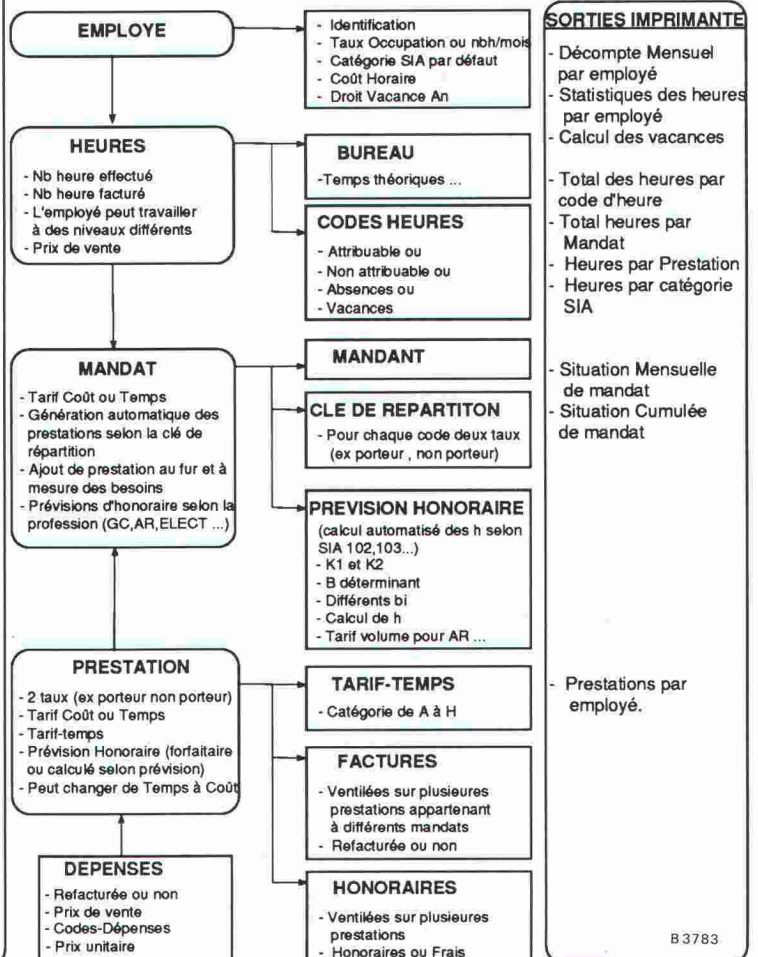 EMPLOYE
- Identification
- Taux Occupation ou nbh/mois
- Catégorie SIA par défaut
- Coût Horaire
- Droit Vacance An
HEURES
- Nb heure effectué
- Nb heure facturé
- L'employé peut travailler
à des niveaux différents
- Prix de vente
BUREAU
-Temps théoriques ...
CODES HEURES
- Attribuable ou
- Non attribuable ou
- Absences ou
- Vacances
MANDAT
- Tarif Coût ou Temps
- Génération automatique des
prestations selon la clé de
répartition
- Ajout de prestation au fur et à
mesure des besoins
- Prévisions d'honoraire selon la
profession (GC,AR,ELECT ...)
MANDANT
CLE DE REPARTITON
- Pour chaque code deux taux
(ex porteur , non porteur)
PREVISION HONORAIRE
(calcul automatisé des h selon
SIA 102,103...)
- K1 et K2
- B déterminant
- Différents bi
- Calcul de h
- Tarif volume pour AR ...
PRESTATION
- 2 taux (ex porteur non porteur)
- Tarif Coût ou Temps
- Tarif-temps
- Prévision Honoraire (forfaitaire
ou calculé selon prévision)
- Peut changer de Temps à Coût
TARIF-TEMPS
- Catégorie de A à H
FACTURES
- Ventilées sur plusieures
prestations appartenant
à différents mandats
- Refacturée ou non
DEPENSES
- Refacturée ou non
- Prix de vente
- Codes-Dépenses
- Prix unitaire
HONORAIRES
- Ventilées sur plusieures
prestations
- Honoraires ou Frais
SORTIES IMPRIMANTE
- Décompte Mensuel
par employé
- Statistiques des heures
par employé
- Calcul des vacances
- Total des heures par
code d'heure
- Total heures par
Mandat
- Heures par Prestation
- Heures par catégorie
SIA
- Situation Mensuelle
de mandat
- Situation Cumulée
de mandat
- Prestations par
employé.
B3783